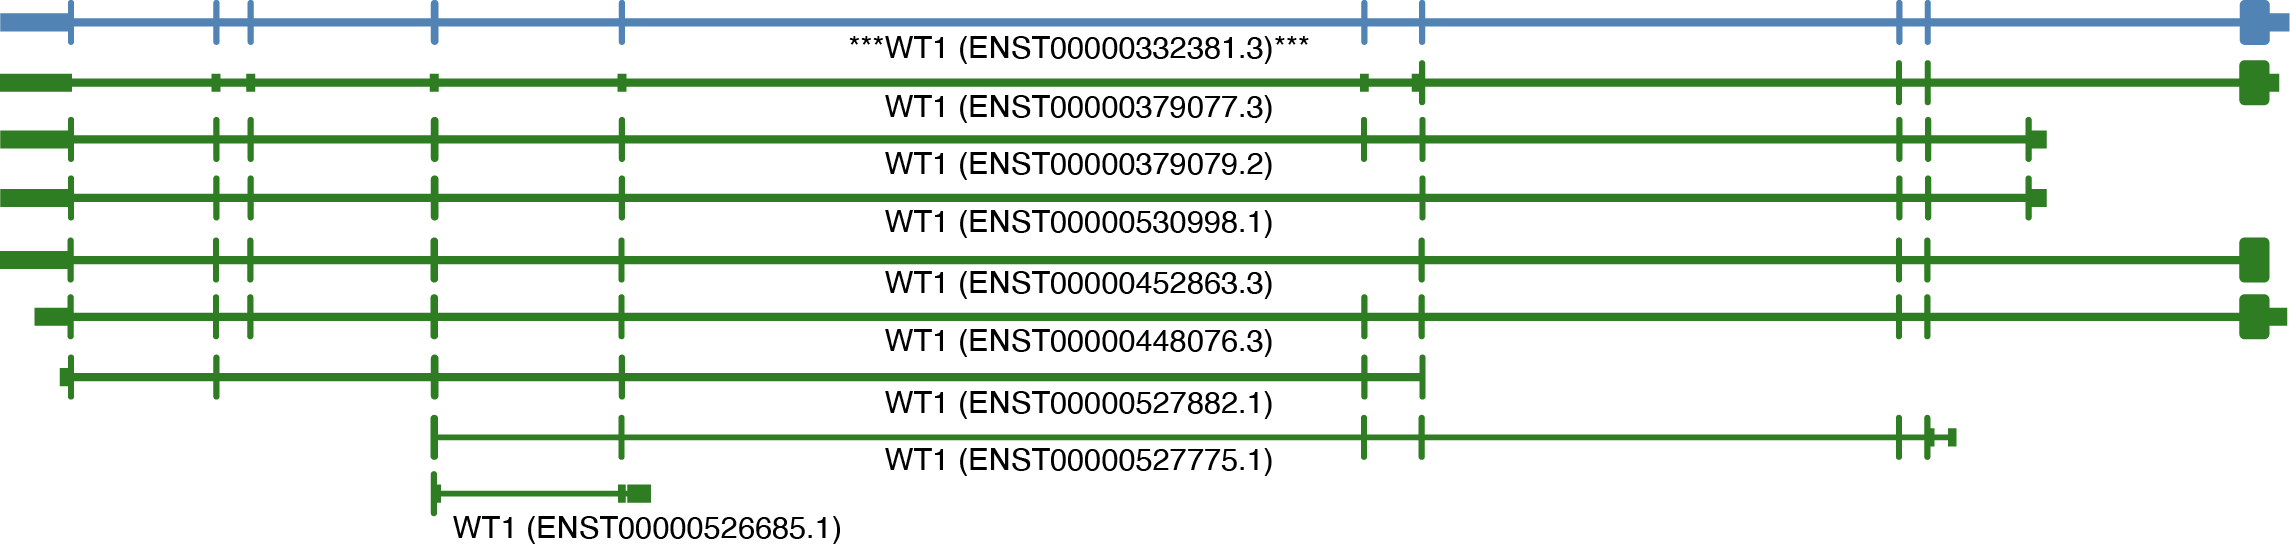 ***WT1 (ENST00000332381.3)***
WT1 (ENST00000379077.3)
WT1 (ENST00000379079.2)
WT1 (ENST00000530998.1)
WT1 (ENST00000452863.3)
WT1 (ENST00000448076.3)
WT1 (ENST00000527882.1)
WT1 (ENST00000527775.1)
WT1 (ENST00000526685.1)